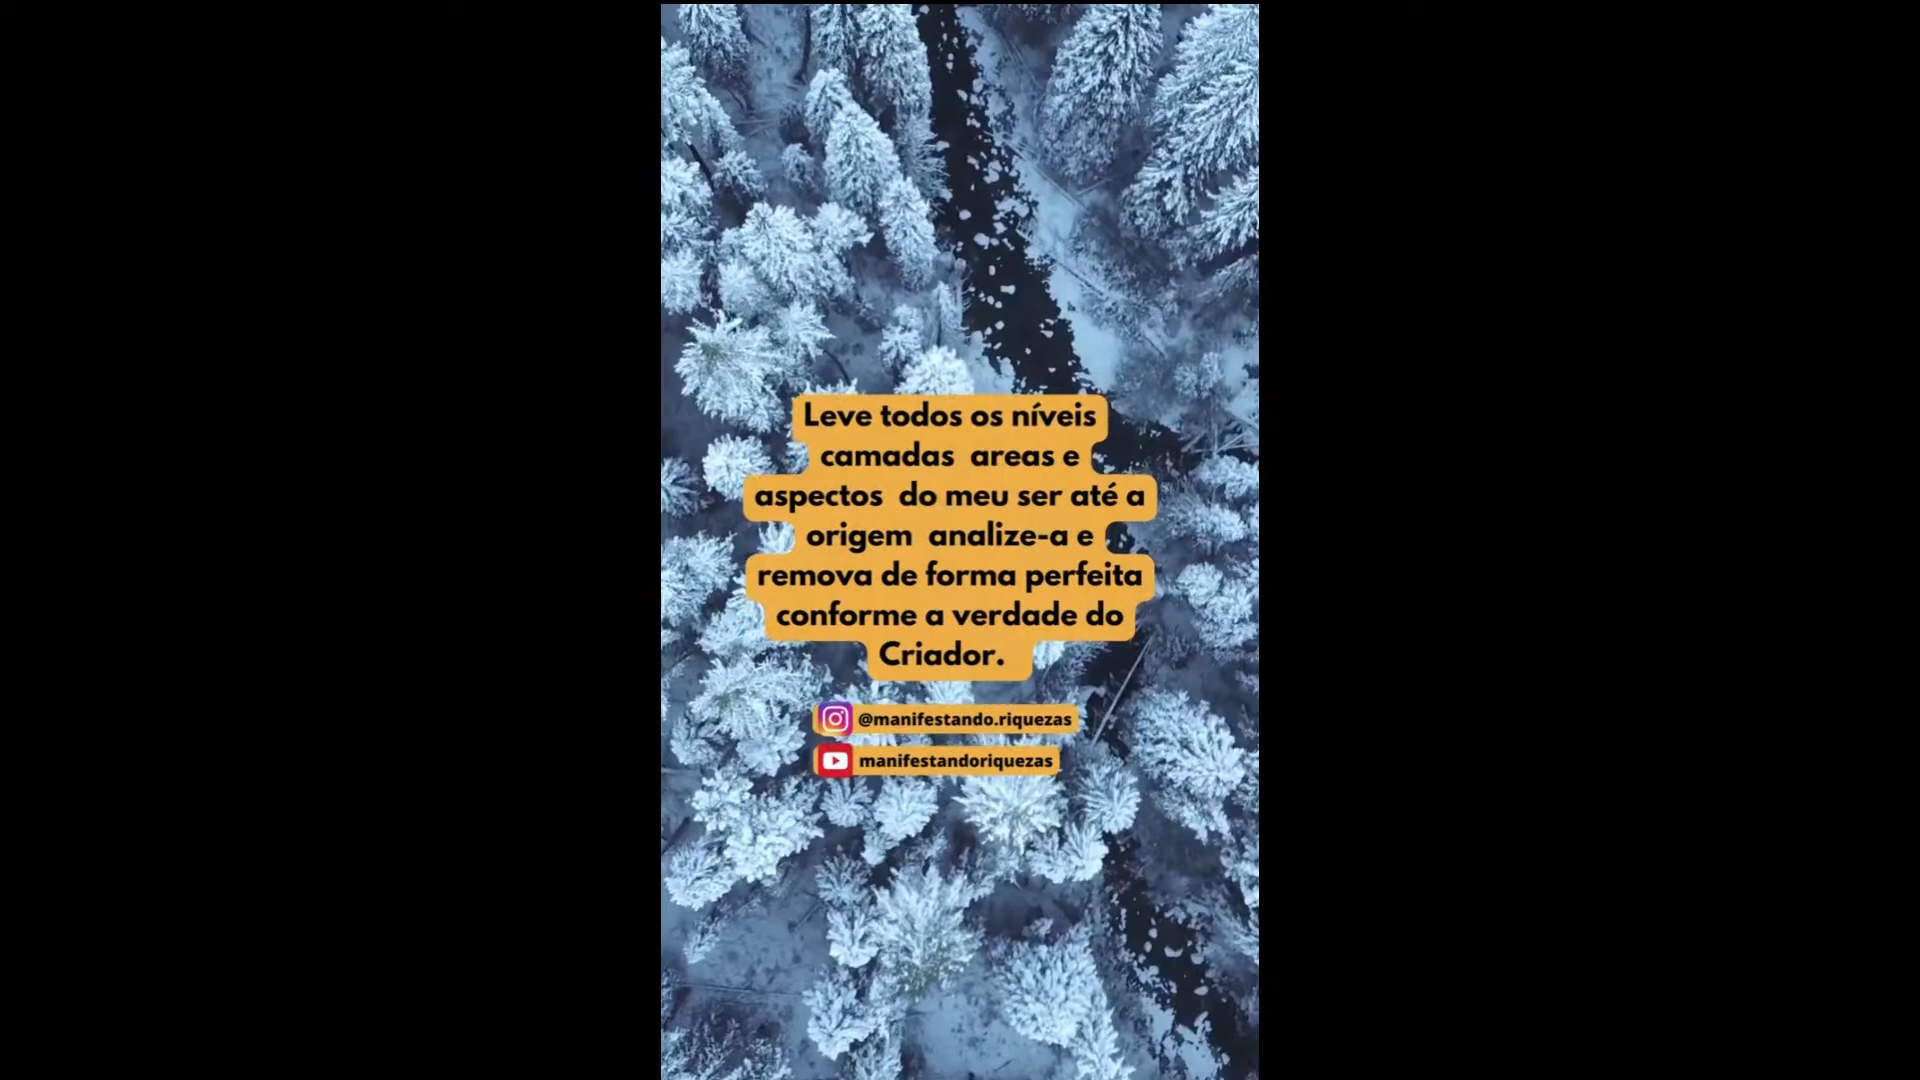 Leve todos os níveis
camadas  areas e
aspectos  do meu ser até a
origem  analize-a e
remova de forma perfeita
conforme a verdade do
Criador.
@manifestando.riquezas
manifestandoriquezas